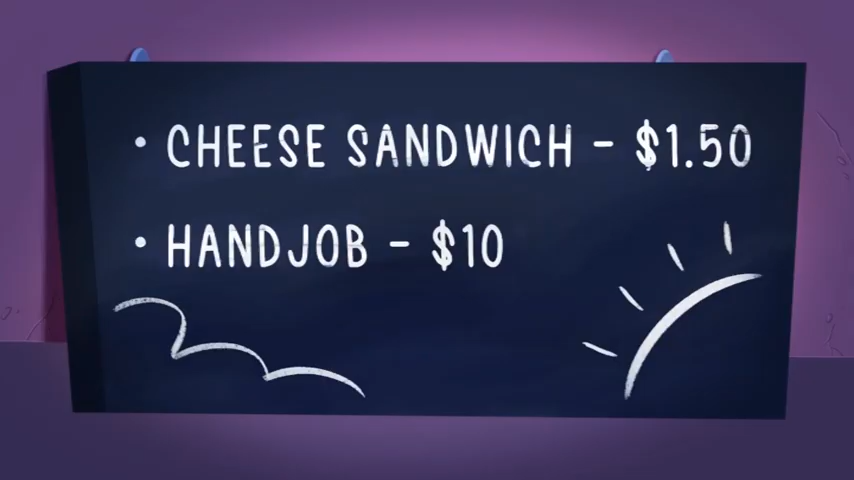 • CHEESE SANDWICH - $1.50
• HANDJOB - $10